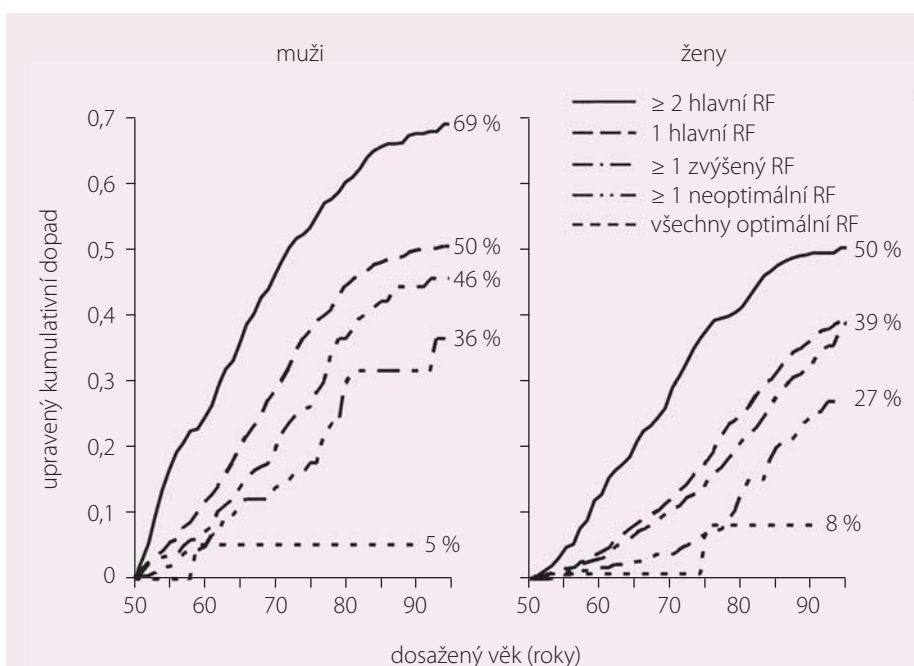 muži
ženy
≥ 2 hlavní RF
1 hlavní RF
≥ 1 zvýšený RF
≥ 1 neoptimální RF
všechny optimální RF
upravený kumulativní dopad
0,7
0,6
0,5
0,4
0,3
0,2
0,1
0
69 %
50 %
46 %
36 %
5 %
50 %
39 %
27 %
8 %
50 60 70 80 90
50 60 70 80 90
dosažený věk (roky)